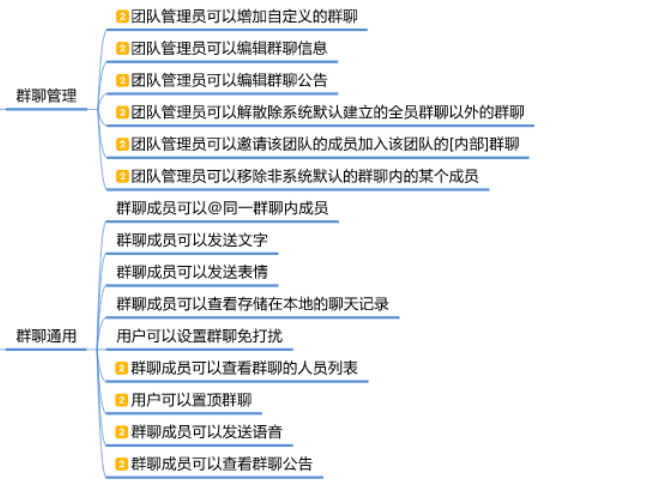 群聊管理
2 团队管理员可以增加自定义的群聊
2 团队管理员可以编辑群聊信息
2 团队管理员可以编辑群聊公告
2 团队管理员可以解散除系统默认建立的全员群聊以外的群聊
2 团队管理员可以邀请该团队的成员加入该团队的[内部]群聊
2 团队管理员可以移除非系统默认的群聊内的某个成员
群聊通用
群聊成员可以@同一群聊内成员
群聊成员可以发送文字
群聊成员可以发送表情
群聊成员可以查看存储在本地的聊天记录
用户可以设置群聊免打扰
2 群聊成员可以查看群聊的人员列表
2 用户可以置顶群聊
2 群聊成员可以发送语音
2 群聊成员可以查看群聊公告